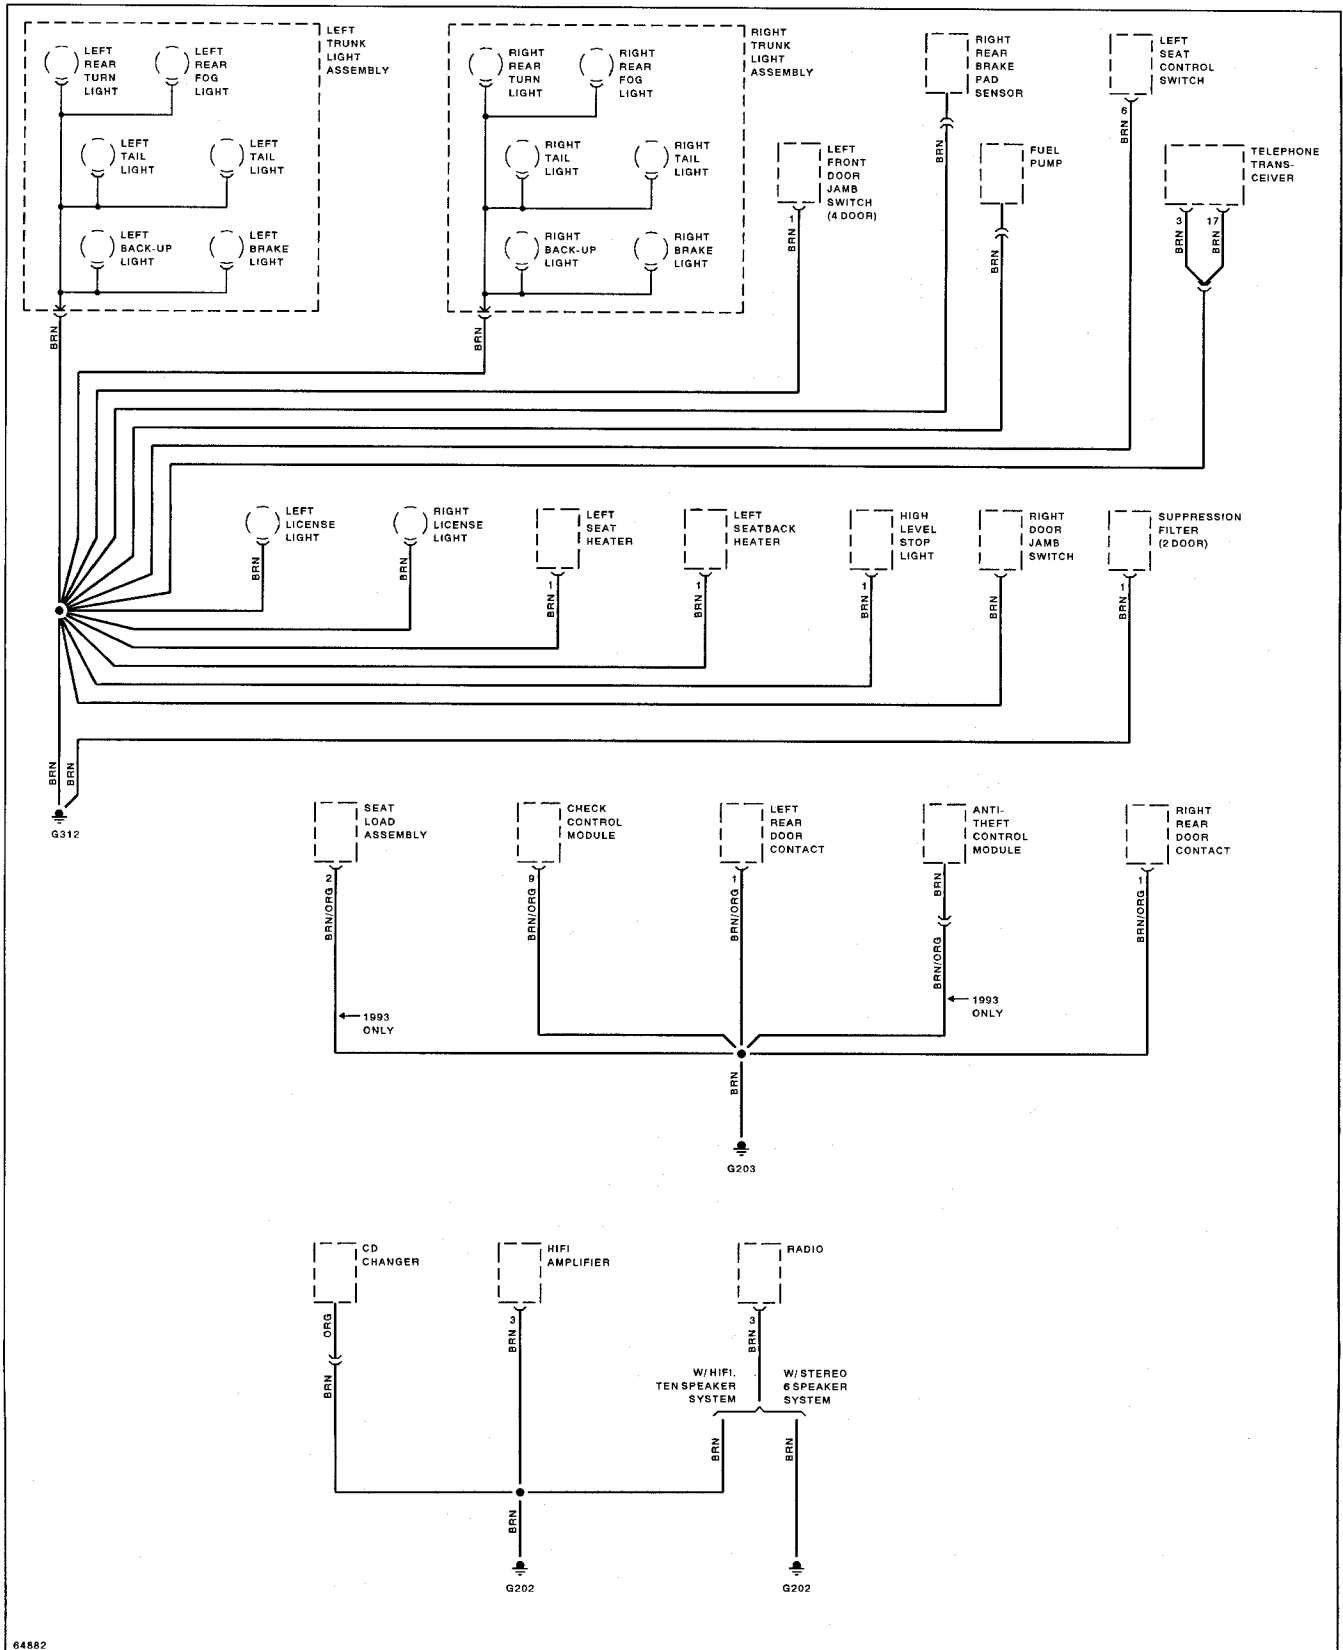 LEFT
TRUNK
LIGHT
ASSEMBLY
LEFT
REAR
TURN
LIGHT
LEFT
REAR
FOG
LIGHT
LEFT
TAIL
LIGHT
LEFT
TAIL
LIGHT
LEFT
BACK-UP
LIGHT
LEFT
BRAKE
LIGHT
BRN
RIGHT
TRUNK
LIGHT
ASSEMBLY
RIGHT
REAR
TURN
LIGHT
RIGHT
REAR
FOG
LIGHT
RIGHT
TAIL
LIGHT
RIGHT
TAIL
LIGHT
RIGHT
BACK-UP
LIGHT
RIGHT
BRAKE
LIGHT
BRN
LEFT
FRONT
DOOR
JAMB
SWITCH
(4 DOOR)
1
BRN
RIGHT
REAR
BRAKE
PAD
SENSOR
BRN
FUEL
PUMP
BRN
LEFT
SEAT
CONTROL
SWITCH
6
BRN
TELEPHONE
TRANS-
CEIVER
3
BRN
17
BRN
LEFT
LICENSE
LIGHT
BRN
RIGHT
LICENSE
LIGHT
BRN
LEFT
SEAT
HEATER
1
BRN
LEFT
SEATBACK
HEATER
1
BRN
HIGH
LEVEL
STOP
LIGHT
1
BRN
RIGHT
DOOR
JAMB
SWITCH
BRN
SUPPRESSION
FILTER
(2 DOOR)
1
BRN
BRN
BRN
G312
SEAT
LOAD
ASSEMBLY
2
BRN/ORG
1993
ONLY
CHECK
CONTROL
MODULE
9
BRN/ORG
LEFT
REAR
DOOR
CONTACT
1
BRN/ORG
ANTI-
THEFT
CONTROL
MODULE
BRN
BRN/ORG
1993
ONLY
RIGHT
REAR
DOOR
CONTACT
1
BRN/ORG
BRN
G203
CD
CHANGER
ORG
BRN
HIFI
AMPLIFIER
3
BRN
RADIO
3
BRN
W/ HIFI.
TEN SPEAKER
SYSTEM
W/ STEREO
6 SPEAKER
SYSTEM
BRN
BRN
BRN
G202
G202
64882